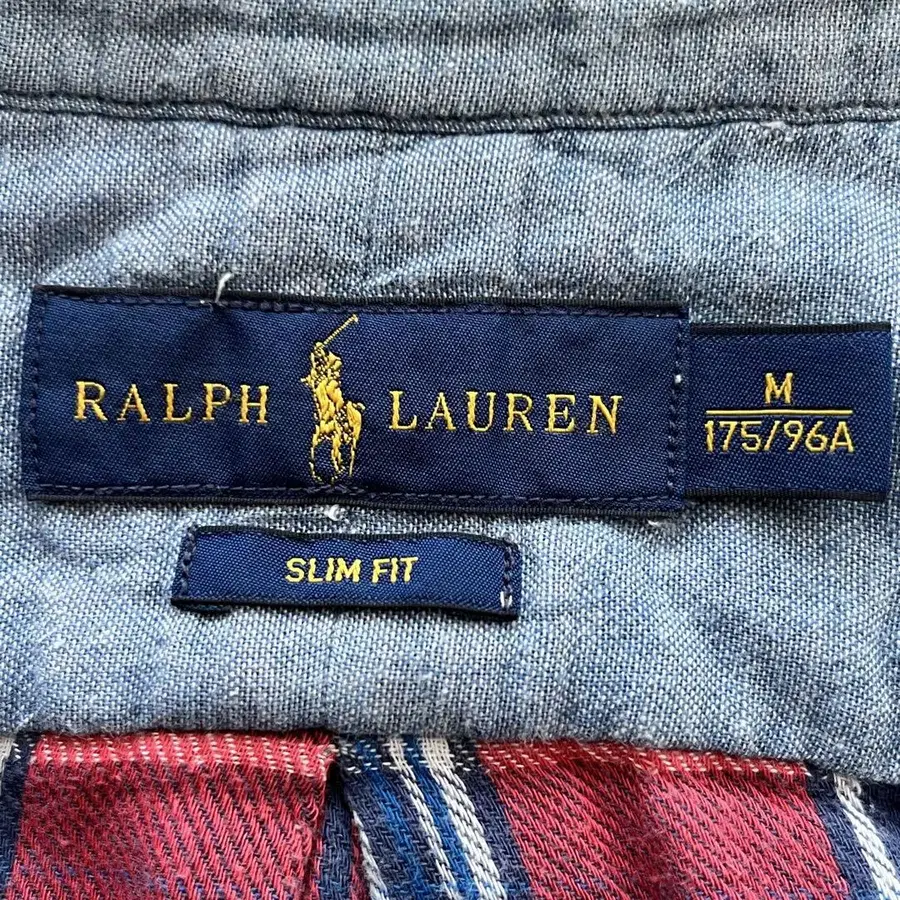 RALPH LAUREN
M
175/96A
SLIM FIT